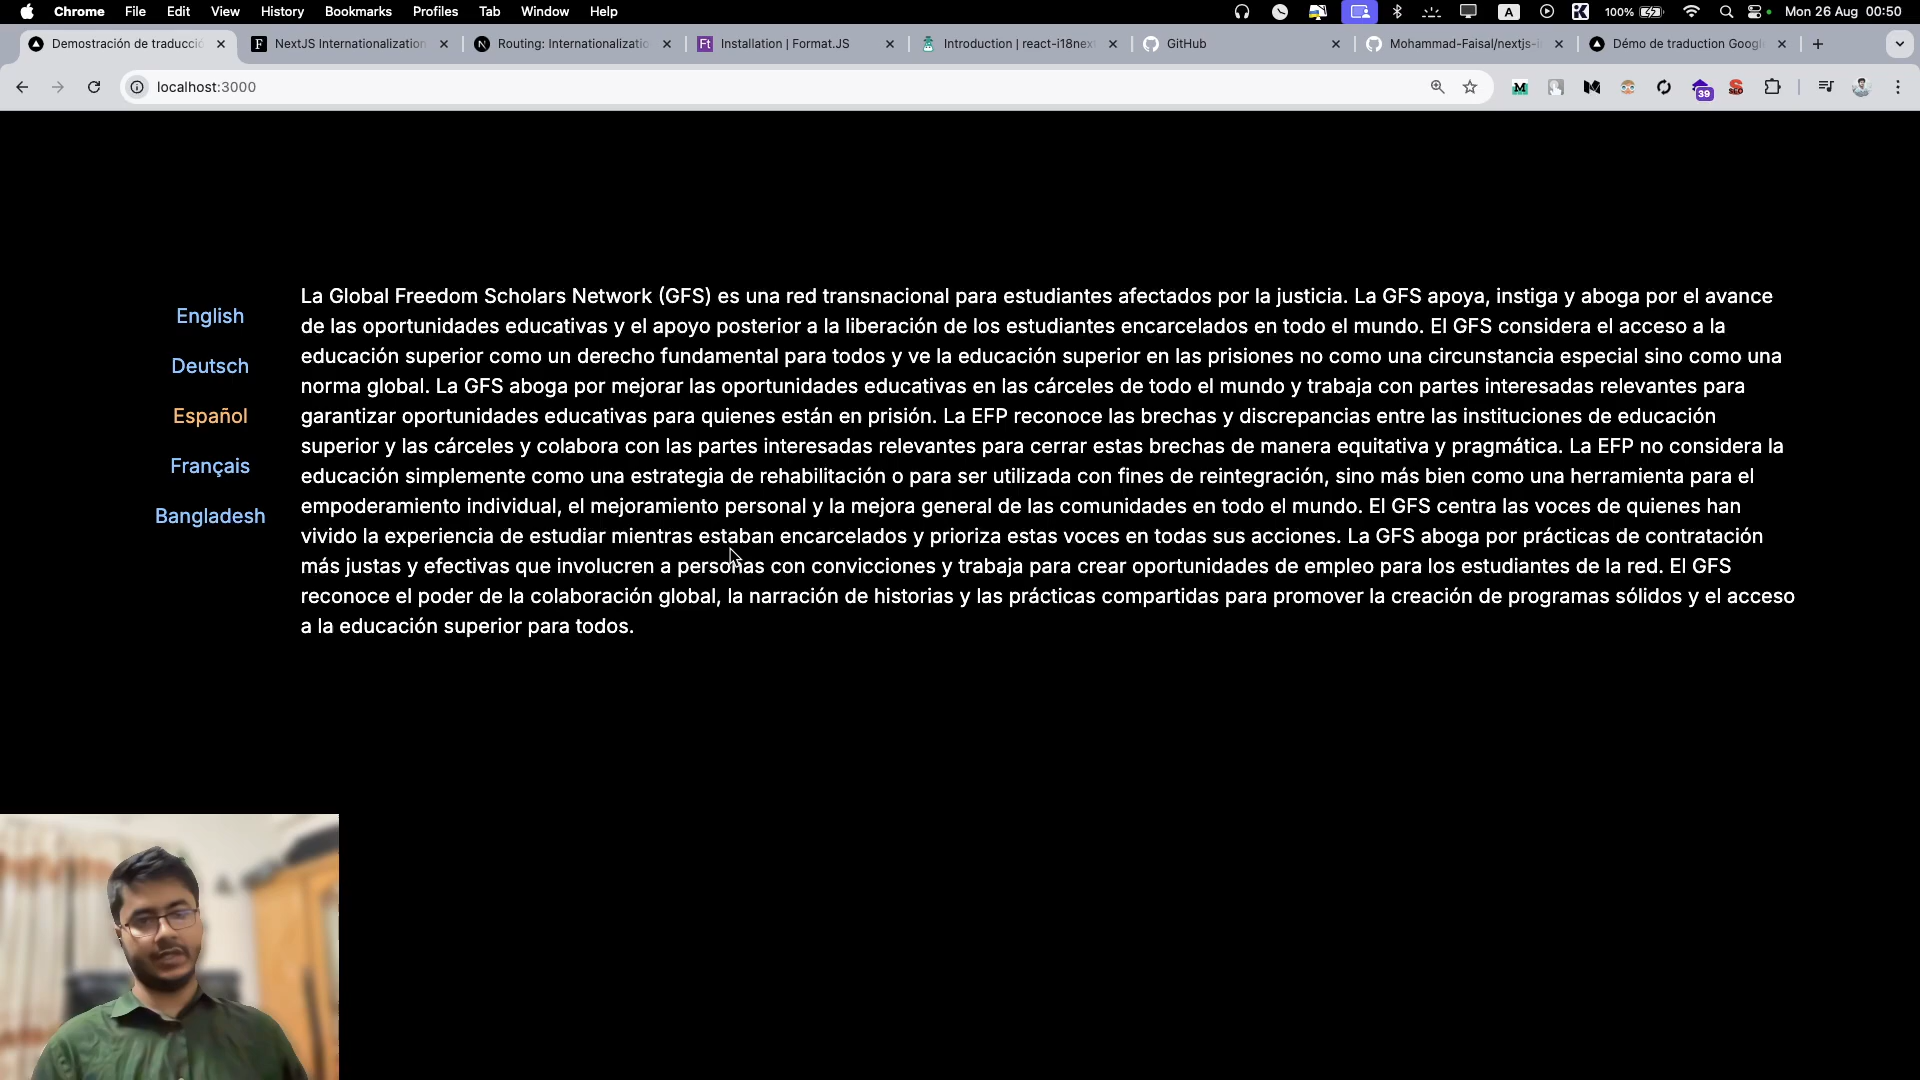 Chrome File Edit View History Bookmarks Profiles Tab Window Help A 100% Mon 26 Aug 00:50
Demostración de traducci NextJS Internationalization Routing: Internationalizatio Ft Installation | Format.JS Introduction | react-i18nex GitHub Mohammad-Faisal/nextjs-i Démo de traduction Googl
localhost:3000 39
English
Deutsch
Español
Français
Bangladesh
La Global Freedom Scholars Network (GFS) es una red transnacional para estudiantes afectados por la justicia. La GFS apoya, instiga y aboga por el avance
de las oportunidades educativas y el apoyo posterior a la liberación de los estudiantes encarcelados en todo el mundo. El GFS considera el acceso a la
educación superior como un derecho fundamental para todos y ve la educación superior en las prisiones no como una circunstancia especial sino como una
norma global. La GFS aboga por mejorar las oportunidades educativas en las cárceles de todo el mundo y trabaja con partes interesadas relevantes para
garantizar oportunidades educativas para quienes están en prisión. La EFP reconoce las brechas y discrepancias entre las instituciones de educación
superior y las cárceles y colabora con las partes interesadas relevantes para cerrar estas brechas de manera equitativa y pragmática. La EFP no considera la
educación simplemente como una estrategia de rehabilitación o para ser utilizada con fines de reintegración, sino más bien como una herramienta para el
empoderamiento individual, el mejoramiento personal y la mejora general de las comunidades en todo el mundo. El GFS centra las voces de quienes han
vivido la experiencia de estudiar mientras estaban encarcelados y prioriza estas voces en todas sus acciones. La GFS aboga por prácticas de contratación
más justas y efectivas que involucren a personas con convicciones y trabaja para crear oportunidades de empleo para los estudiantes de la red. El GFS
reconoce el poder de la colaboración global, la narración de historias y las prácticas compartidas para promover la creación de programas sólidos y el acceso
a la educación superior para todos.